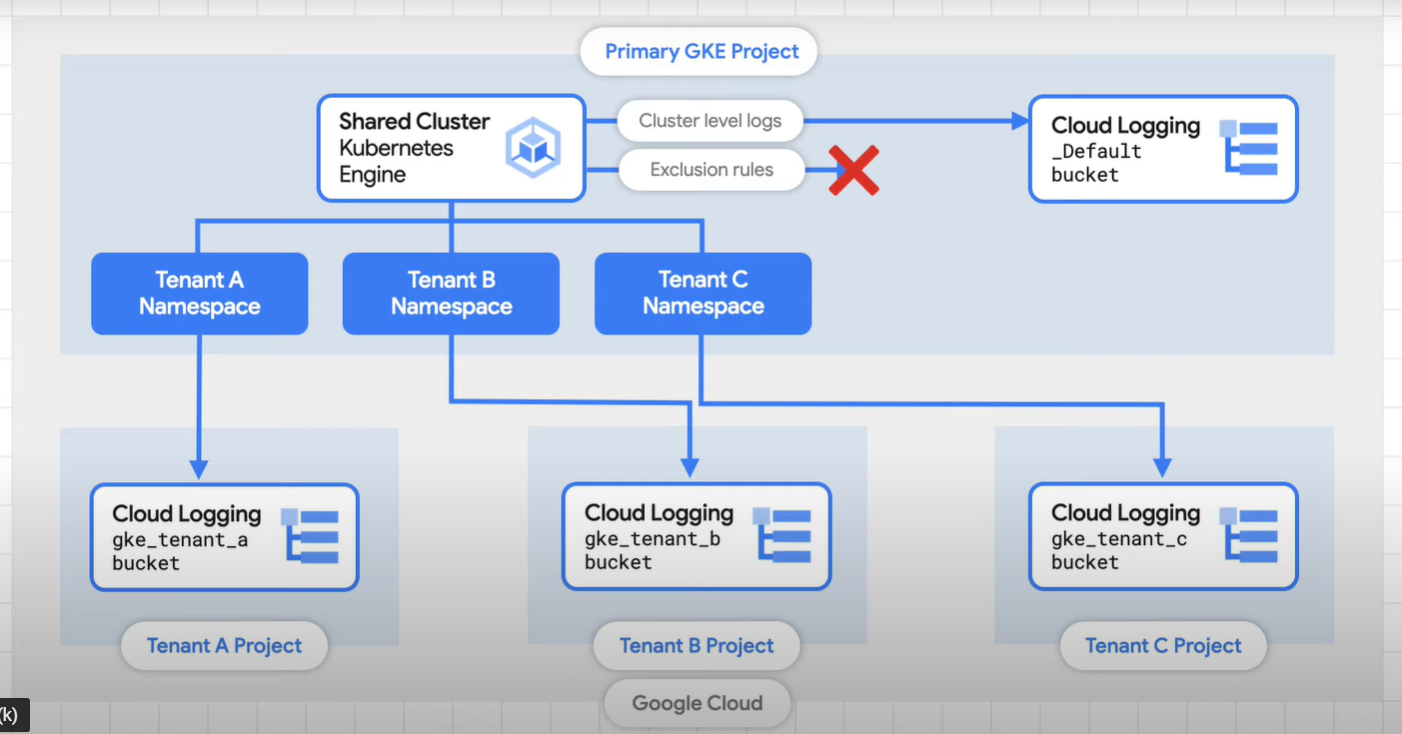 Primary GKE Project
Shared Cluster
Kubernetes
Engine
Cluster level logs
Exclusion rules
Cloud Logging
_Default
bucket
Tenant A
Namespace
Tenant B
Namespace
Tenant C
Namespace
Cloud Logging
gke_tenant_a
bucket
Cloud Logging
gke_tenant_b
bucket
Cloud Logging
gke_tenant_c
bucket
Tenant A Project
Tenant B Project
Tenant C Project
Google Cloud
(k)